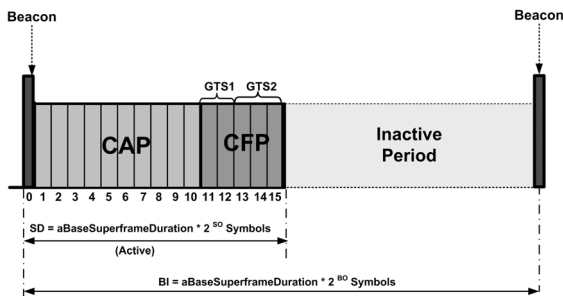 Beacon Beacon
GTS1 GTS2
CAP CFP
Inactive
Period
0 1 2 3 4 5 6 7 8 9 10 11 12 13 14 15
SD = aBaseSuperframeDuration * 2 SO Symbols
(Active)
BI = aBaseSuperframeDuration * 2 BO Symbols